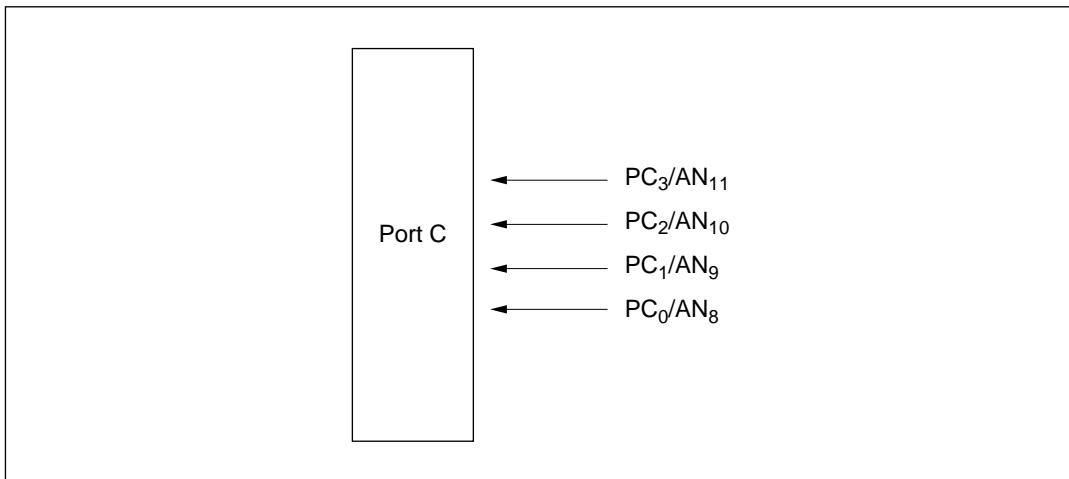 PC₃/AN₁₁
PC₂/AN₁₀
Port C
PC₁/AN₉
PC₀/AN₈